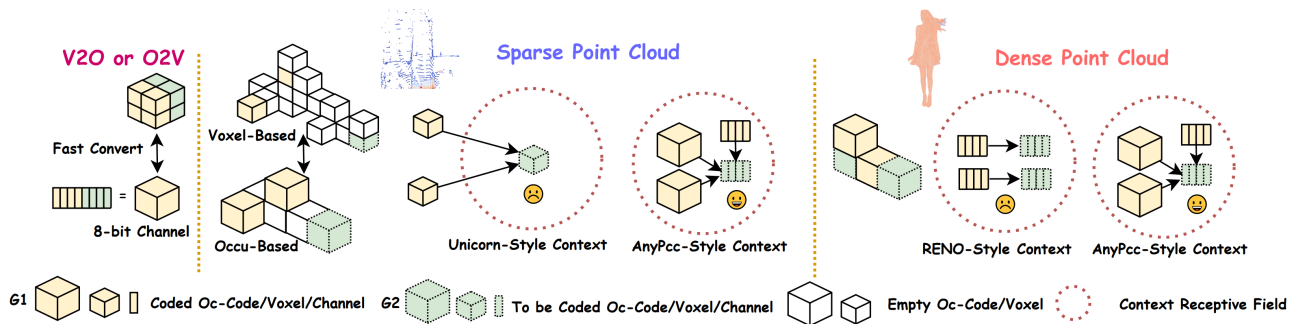 V2O or O2V
Sparse Point Cloud
Dense Point Cloud
Voxel-Based
Fast Convert
=
8-bit Channel
Occu-Based
Unicorn-Style Context
AnyPcc-Style Context
RENO-Style Context
AnyPcc-Style Context
G1
Coded Oc-Code/Voxel/Channel
G2
To be Coded Oc-Code/Voxel/Channel
Empty Oc-Code/Voxel
Context Receptive Field